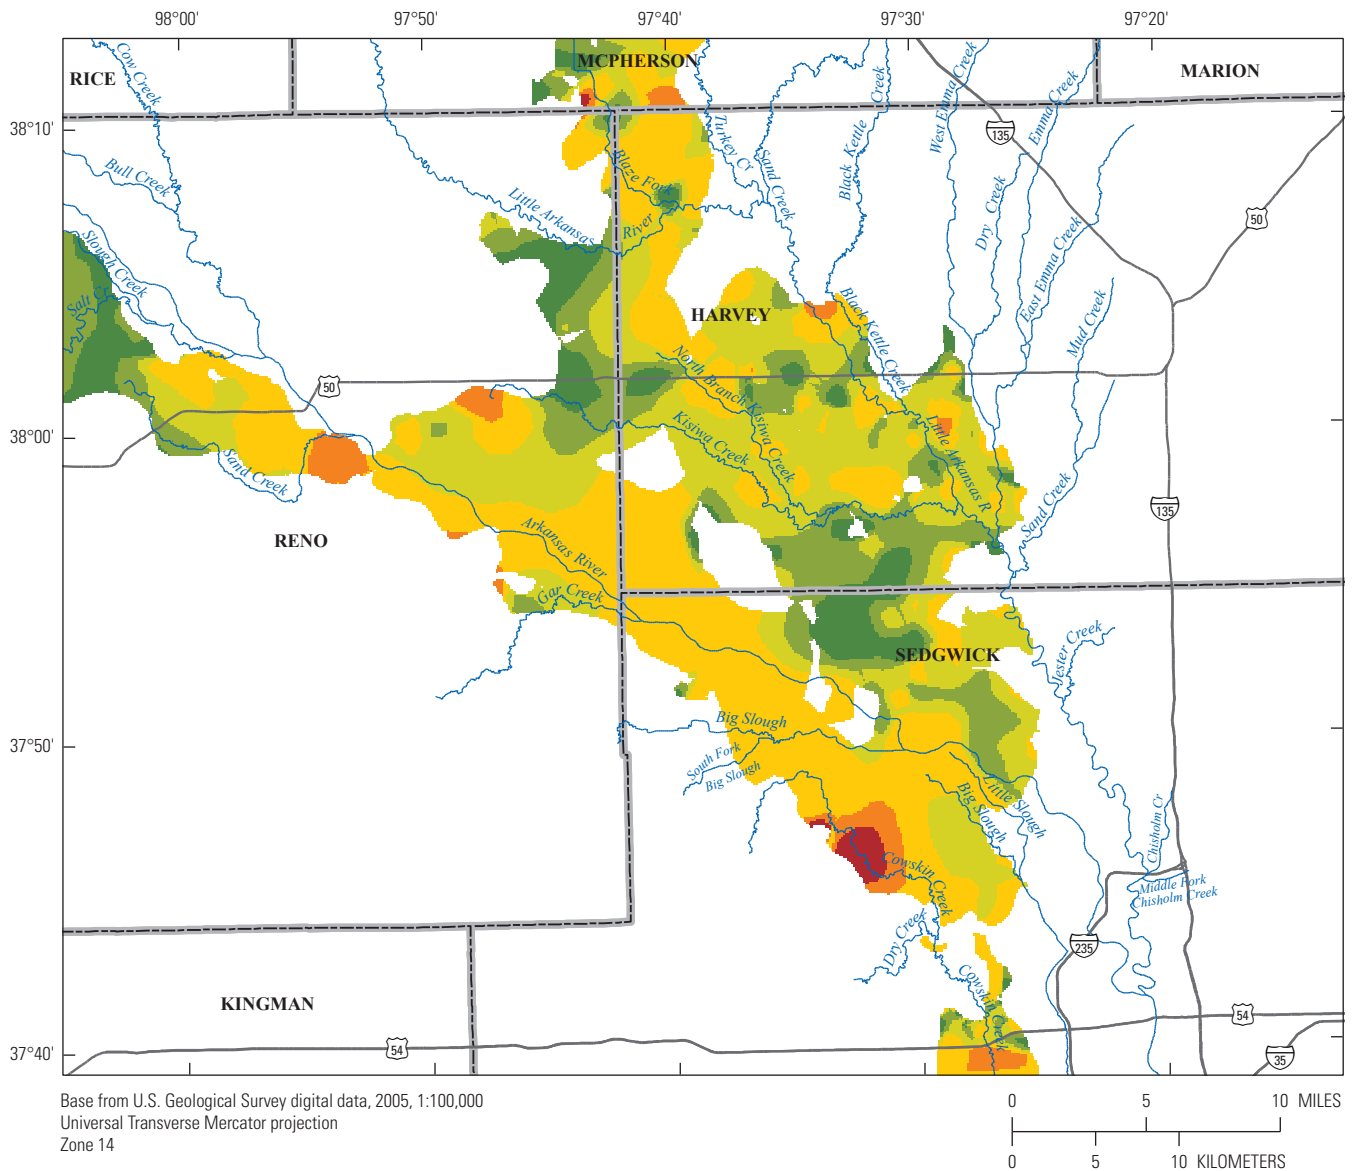 98°00'
97°50'
97°40'
97°30'
97°20'
RICE
Cow Creek
MCPHERSON
MARION
38°10'
Bull Creek
Little Arkansas
River
Blaze Fork
Turkey Cr
Sand Creek
Black Kettle
Creek
West Emma Creek
135
Emma Creek
Dry Creek
East Emma Creek
50
Slough Creek
Salt Cr
Mud Creek
HARVEY
Black Kettle Creek
50
North Branch Kisiwa Creek
Kisiwa Creek
Little Arkansas R
38°00'
Sand Creek
Sand Creek
135
RENO
Arkansas River
Gar Creek
SEDGWICK
Jester Creek
37°50'
Big Slough
South Fork
Big Slough
Little Slough
Big Slough
Chisholm Cr
Cowskin Creek
Middle Fork
Chisholm Creek
Dry Creek
235
Cowskin Creek
KINGMAN
54
37°40'
54
35
Base from U.S. Geological Survey digital data, 2005, 1:100,000
Universal Transverse Mercator projection
Zone 14
0 5 10 MILES
0 5 10 KILOMETERS